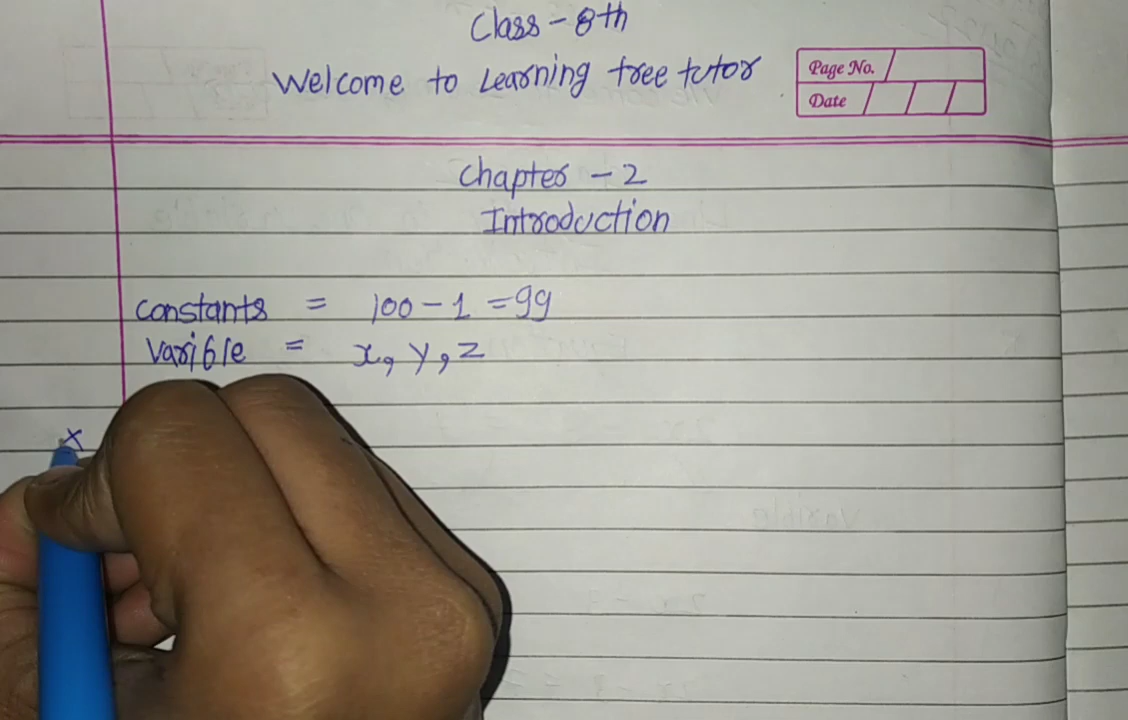 Class - 8th
Welcome to Learning tree tutor
Page No.
Date
Chapter - 2
Introduction
Constants = 100 - 1 = 99
Varible = x, y, z
x